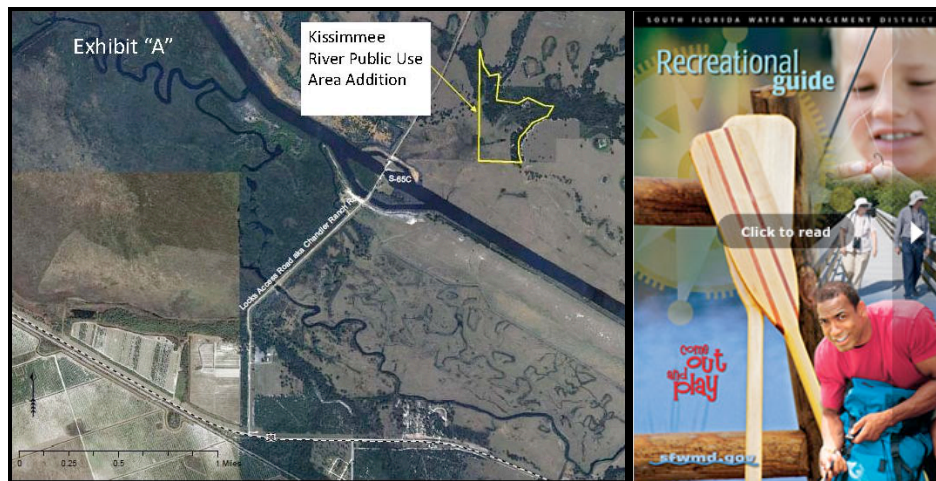 Exhibit “A”
Kissimmee
River Public Use
Area Addition
S-65C
Locks Access Road aka Chandler Ranch Rd
0 0.25 0.5 1 Miles
SOUTH FLORIDA WATER MANAGEMENT DISTRICT
Recreational
guide
Click to read
come
out
and
play
sfwmd.gov